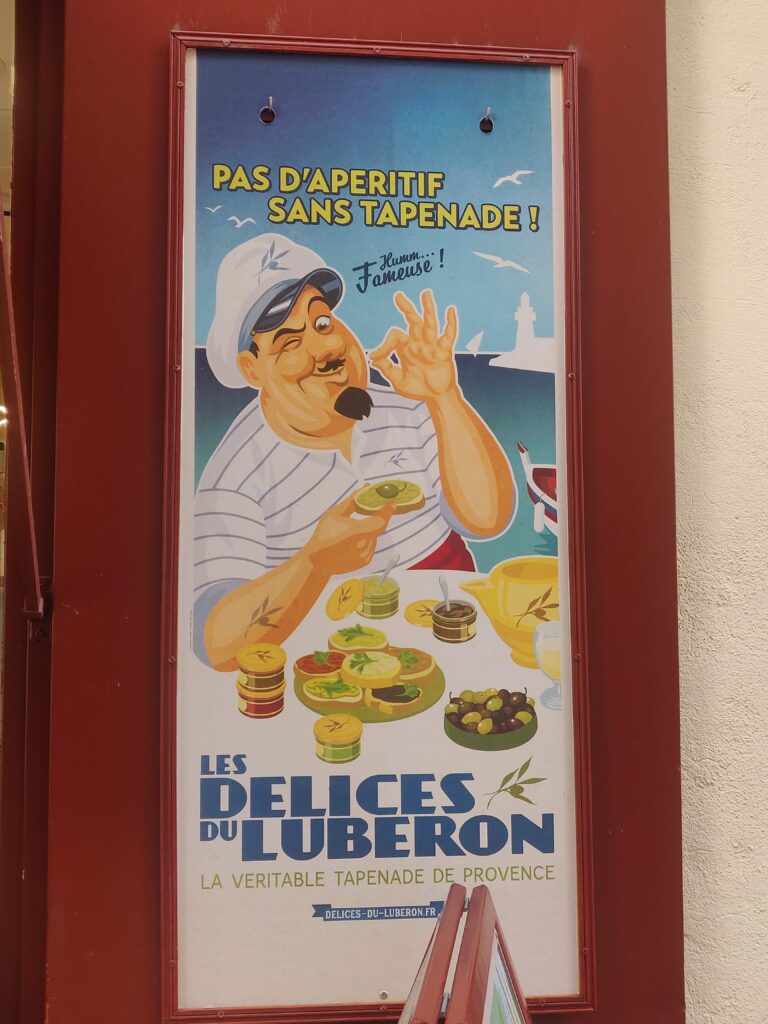 PAS D'APERITIF
SANS TAPENADE !
Humm...
Fameuse !
LES
DELICES
DU LUBERON
LA VERITABLE TAPENADE DE PROVENCE
DELICES-DU-LUBERON.FR